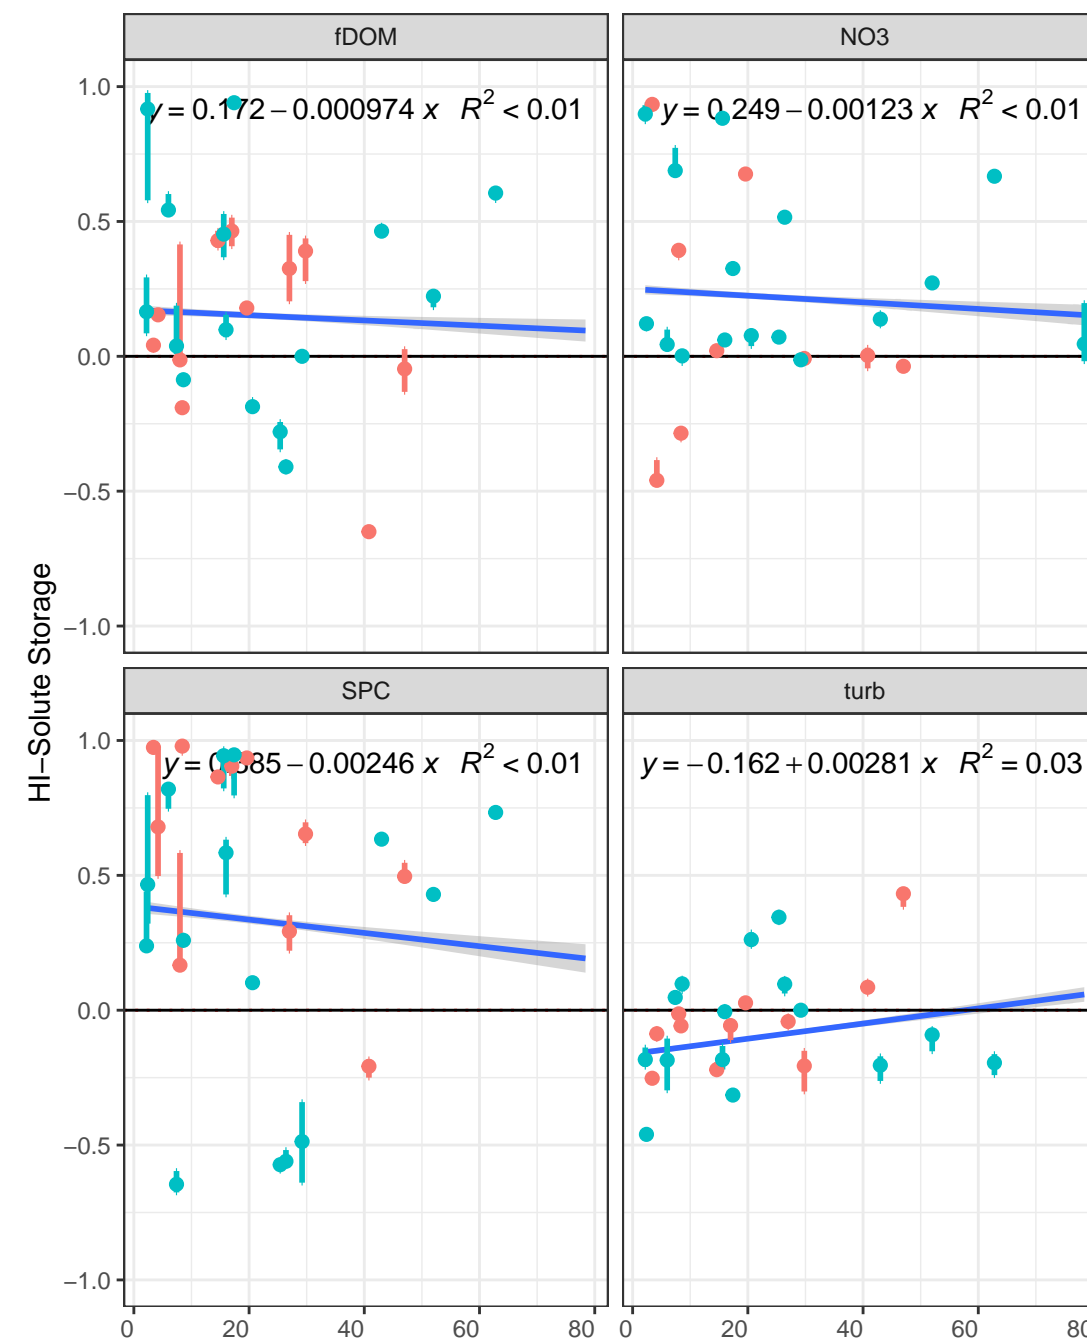 fDOM
NO3
y = 0.172 − 0.000974 x R² < 0.01
y = 0.249 − 0.00123 x R² < 0.01
1.0
0.5
0.0
−0.5
−1.0
HI−Solute Storage
SPC
turb
y = 0.385 − 0.00246 x R² < 0.01
y = −0.162 + 0.00281 x R² = 0.03
1.0
0.5
0.0
−0.5
−1.0
0 20 40 60 80
0 20 40 60 80